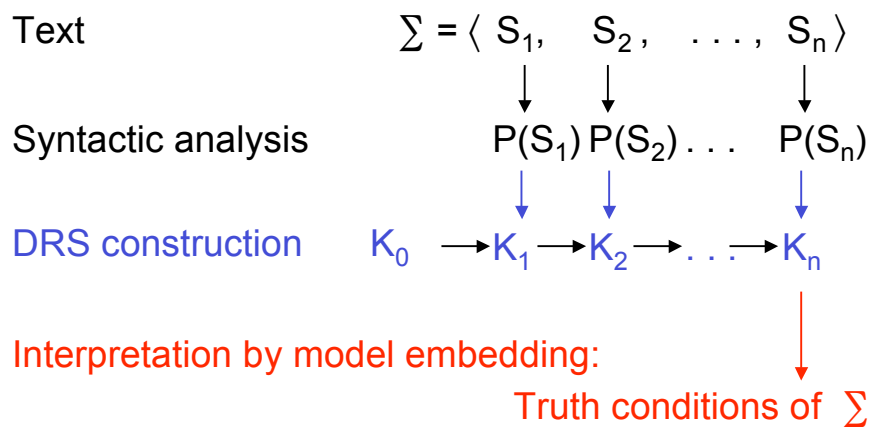 Text ∑ = ⟨ S₁, S₂ , . . . , Sₙ ⟩
Syntactic analysis P(S₁) P(S₂) . . . P(Sₙ)
DRS construction K₀ → K₁ → K₂ → . . . → Kₙ
Interpretation by model embedding:
Truth conditions of ∑